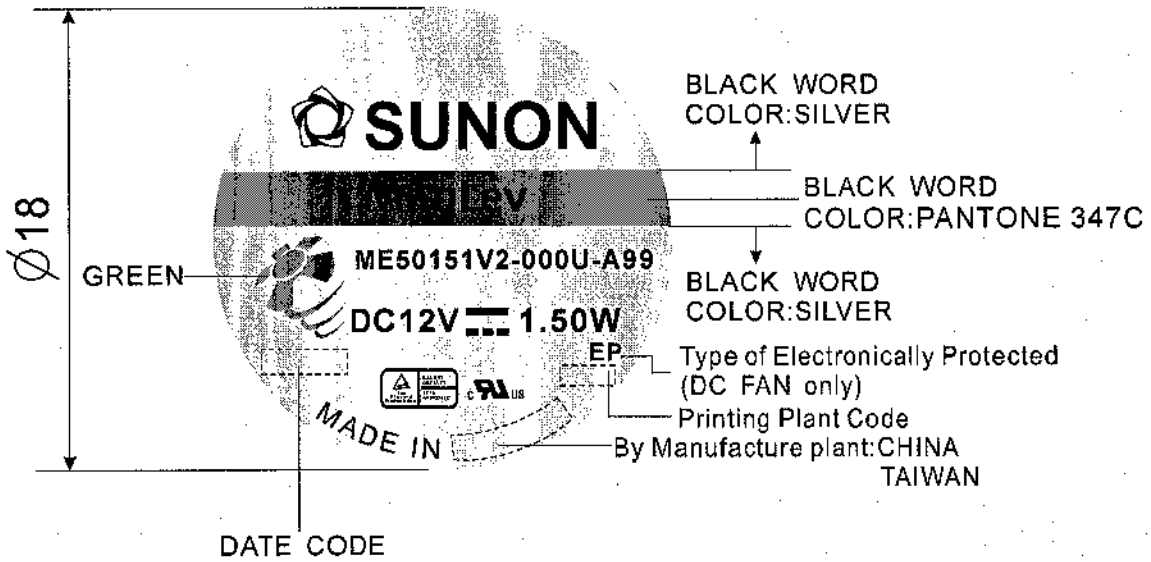 SUNON
BLACK WORD
COLOR:SILVER
BLACK WORD
COLOR:PANTONE 347C
Ø18
GREEN
ME50151V2-000U-A99
BLACK WORD
COLOR:SILVER
DC12V 1.50W
EP
Type of Electronically Protected
(DC FAN only)
c US
Printing Plant Code
MADE IN
By Manufacture plant:CHINA
TAIWAN
DATE CODE